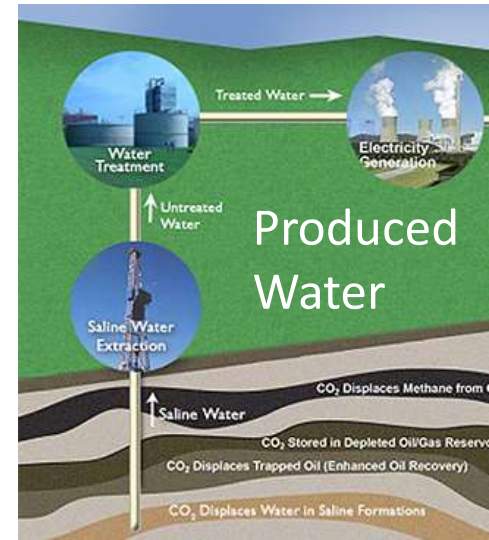 Treated Water
Water
Treatment
Electricity
Generation
Untreated
Water
Produced
Water
Saline Water
Extraction
CO₂ Displaces Methane from
Saline Water
CO₂ Stored in Depleted Oil/Gas
CO₂ Displaces Trapped Oil (Enhanced Oil Recovery)
CO₂ Displaces Water in Saline Formations